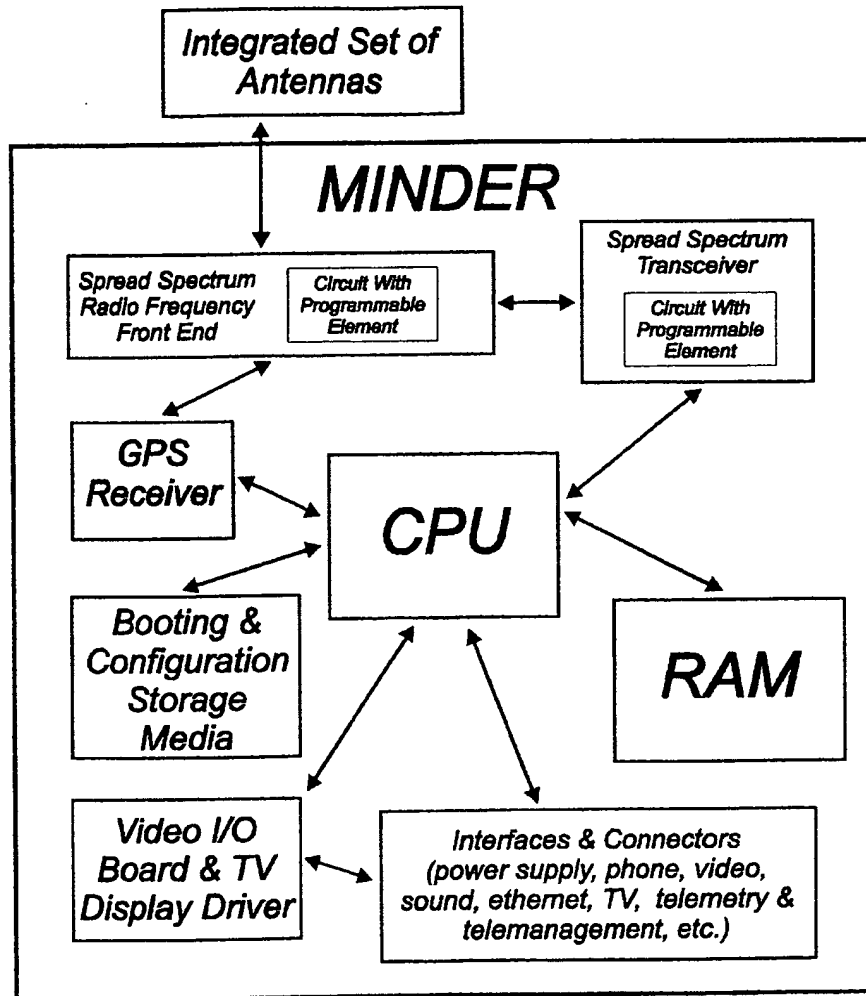 Integrated Set of
Antennas
MINDER
Spread Spectrum
Radio Frequency
Front End
Circuit With
Programmable
Element
Spread Spectrum
Transceiver
Circuit With
Programmable
Element
GPS
Receiver
CPU
Booting &
Configuration
Storage
Media
RAM
Video I/O
Board & TV
Display Driver
Interfaces & Connectors
(power supply, phone, video,
sound, ethernet, TV, telemetry &
telemanagement, etc.)